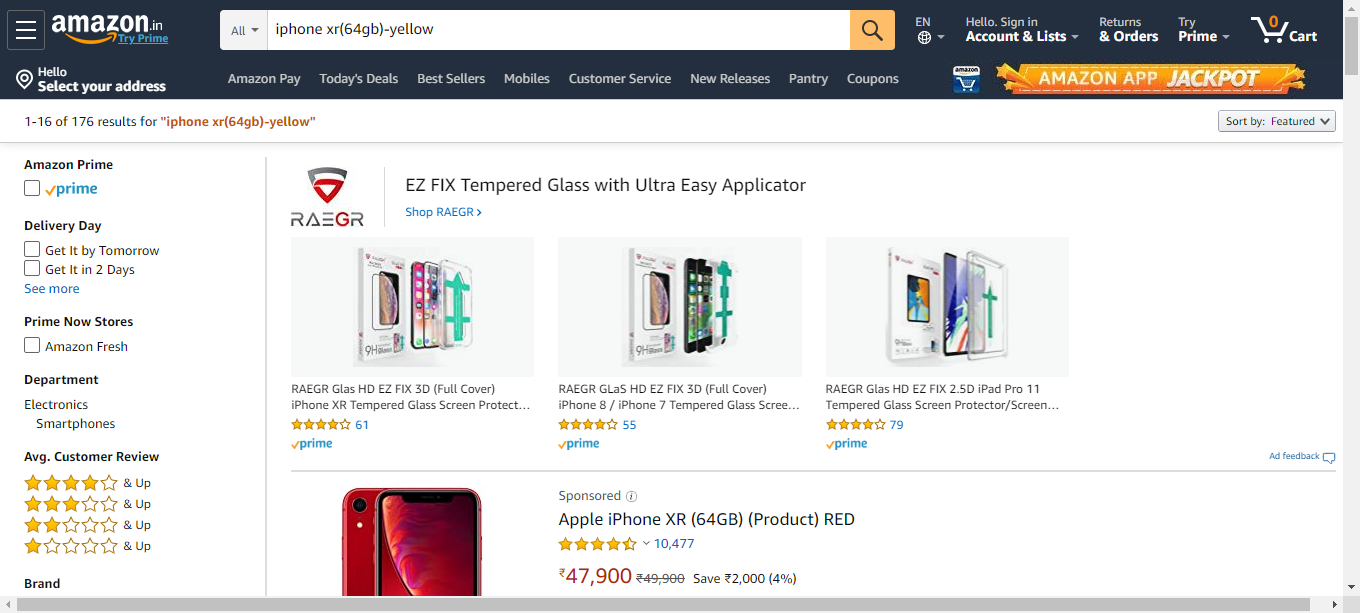 amazon.in
Try Prime
All
iphone xr(64gb)-yellow
EN
Hello. Sign in
Account & Lists
Returns
& Orders
Try
Prime
0
Cart
Hello
Select your address
Amazon Pay
Today's Deals
Best Sellers
Mobiles
Customer Service
New Releases
Pantry
Coupons
amazon
AMAZON APP JACKPOT
1-16 of 176 results for "iphone xr(64gb)-yellow"
Sort by: Featured
Amazon Prime
prime
Delivery Day
Get It by Tomorrow
Get It in 2 Days
See more
Prime Now Stores
Amazon Fresh
Department
Electronics
Smartphones
Avg. Customer Review
& Up
& Up
& Up
& Up
Brand
RAEGR
EZ FIX Tempered Glass with Ultra Easy Applicator
Shop RAEGR
9H Glass
9H Glass
RAEGR Glas HD EZ FIX 3D (Full Cover)
iPhone XR Tempered Glass Screen Protect…
61
prime
RAEGR GLaS HD EZ FIX 3D (Full Cover)
iPhone 8 / iPhone 7 Tempered Glass Scree…
55
prime
RAEGR Glas HD EZ FIX 2.5D iPad Pro 11
Tempered Glass Screen Protector/Screen…
79
prime
Ad feedback
Sponsored
Apple iPhone XR (64GB) (Product) RED
10,477
₹47,900 ₹49,900 Save ₹2,000 (4%)